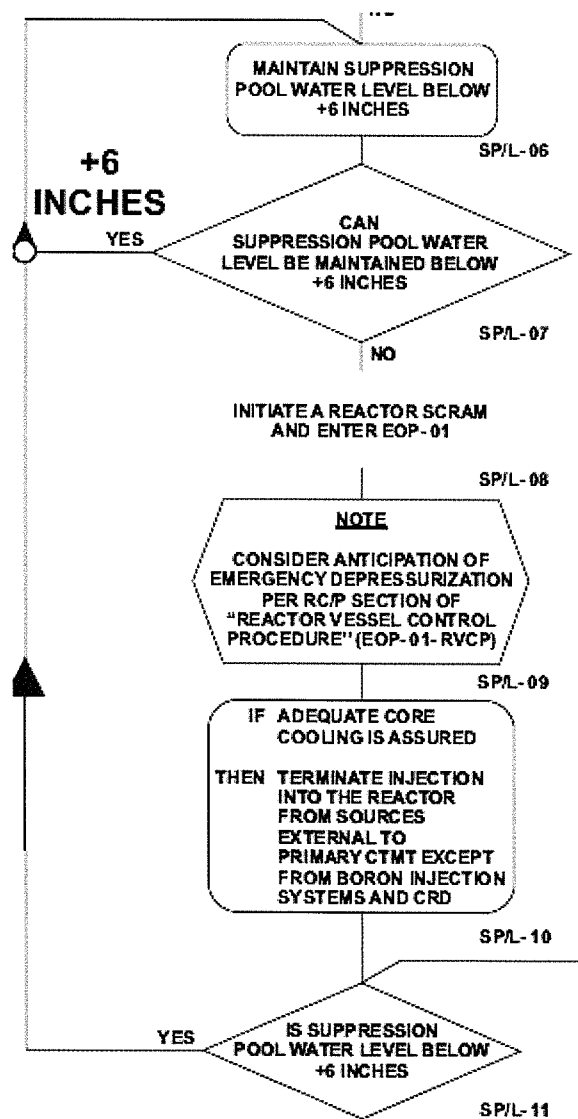 MAINTAIN SUPPRESSION
POOL WATER LEVEL BELOW
+6 INCHES
SP/L-06
+6
INCHES
YES
CAN
SUPPRESSION POOL WATER
LEVEL BE MAINTAINED BELOW
+6 INCHES
SP/L-07
NO
INITIATE A REACTOR SCRAM
AND ENTER EOP-01
SP/L-08
NOTE
CONSIDER ANTICIPATION OF
EMERGENCY DEPRESSURIZATION
PER RC/P SECTION OF
"REACTOR VESSEL CONTROL
PROCEDURE" (EOP-01-RVCP)
SP/L-09
IF ADEQUATE CORE
COOLING IS ASSURED
THEN TERMINATE INJECTION
INTO THE REACTOR
FROM SOURCES
EXTERNAL TO
PRIMARY CTMT EXCEPT
FROM BORON INJECTION
SYSTEMS AND CRD
SP/L-10
YES
IS SUPPRESSION
POOL WATER LEVEL BELOW
+6 INCHES
SP/L-11